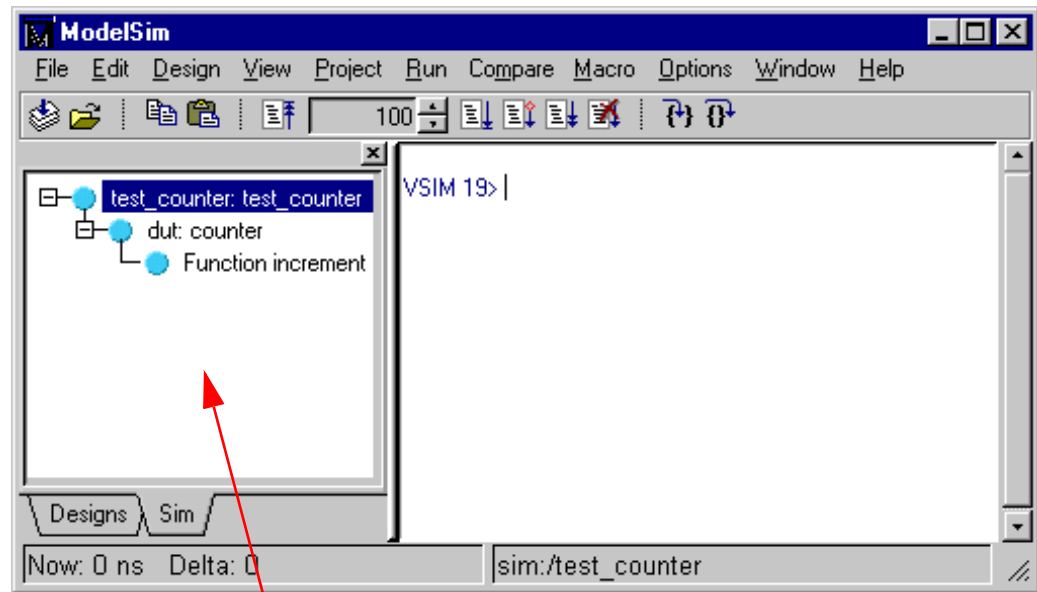 ModelSim
File Edit Design View Project Run Compare Macro Options Window Help
100
test_counter: test_counter
dut: counter
Function increment
VSIM 19>
Designs Sim
Now: 0 ns Delta: 0 sim:/test_counter